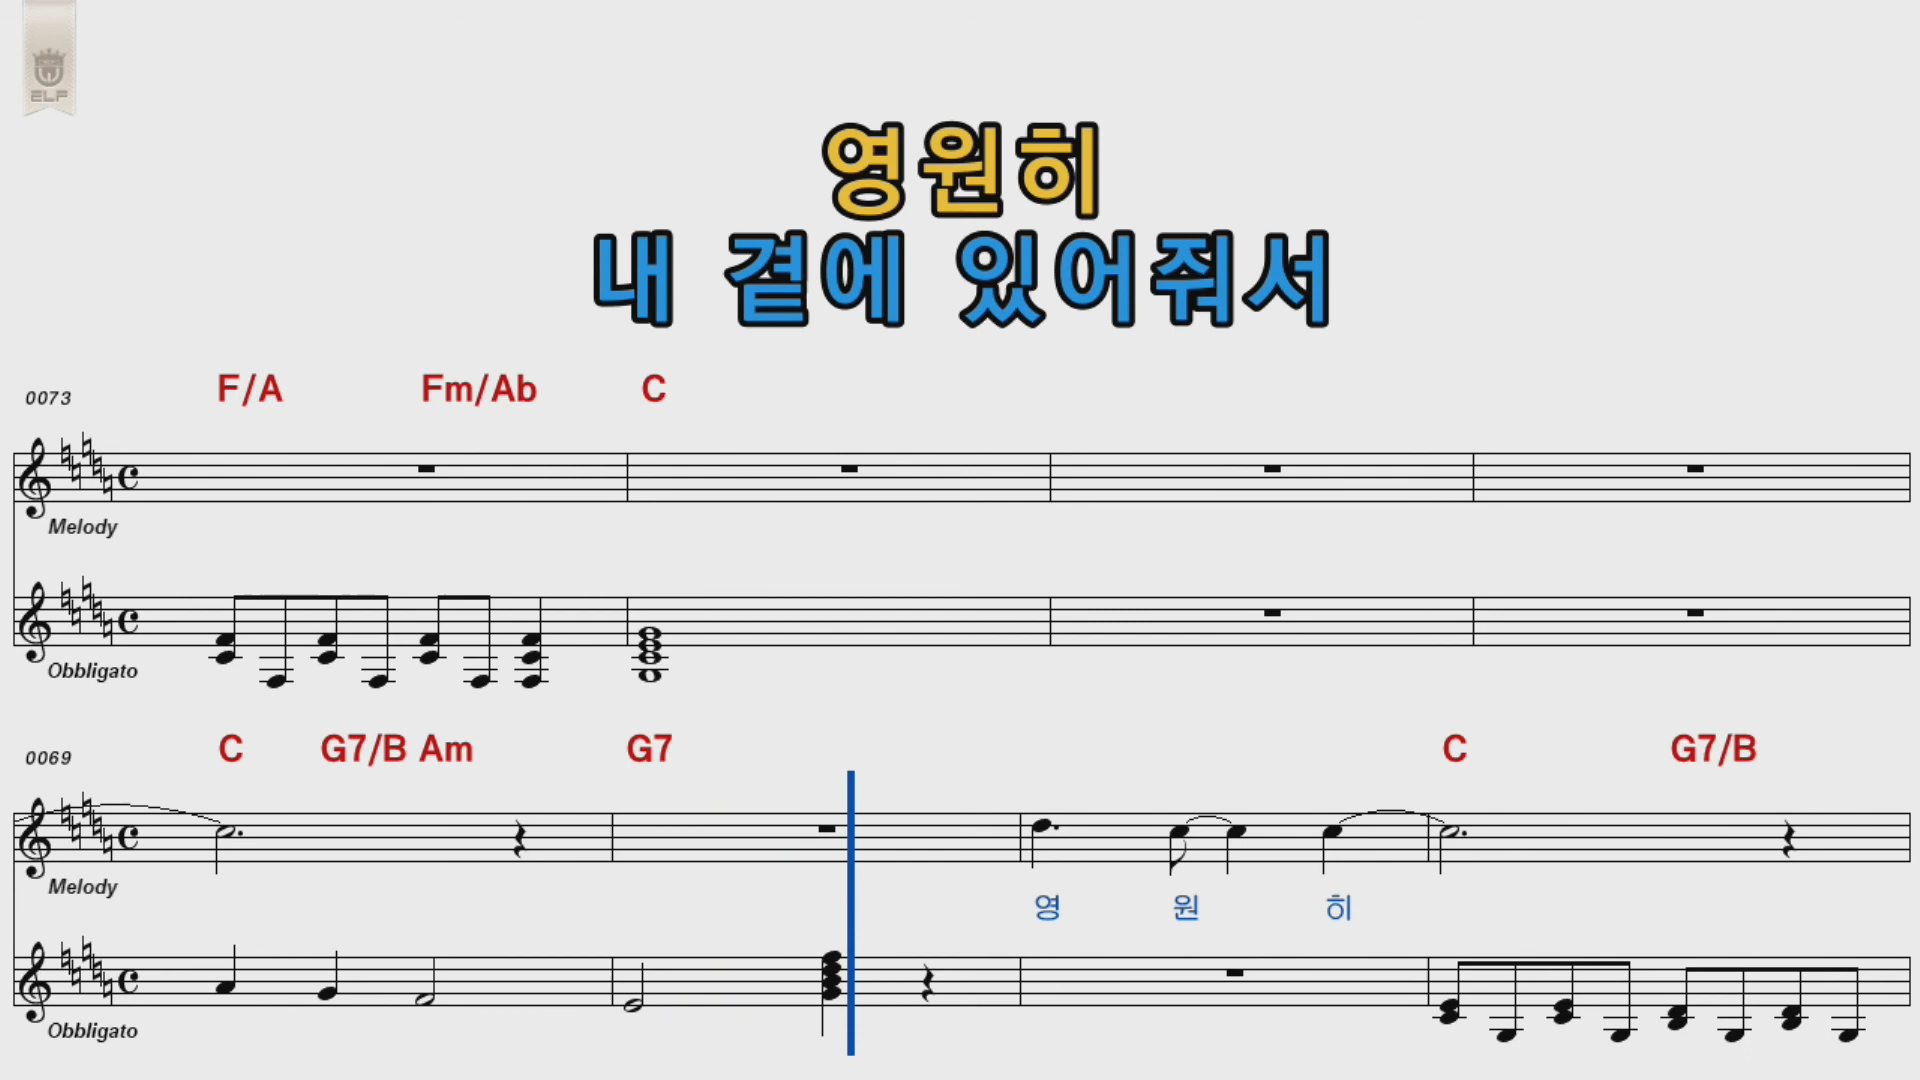 ELF
영원히
내 곁에 있어줘서
0073 F/A Fm/Ab C
Melody
Obbligato
0069 C G7/B Am G7 C G7/B
Melody
영 원 히
Obbligato